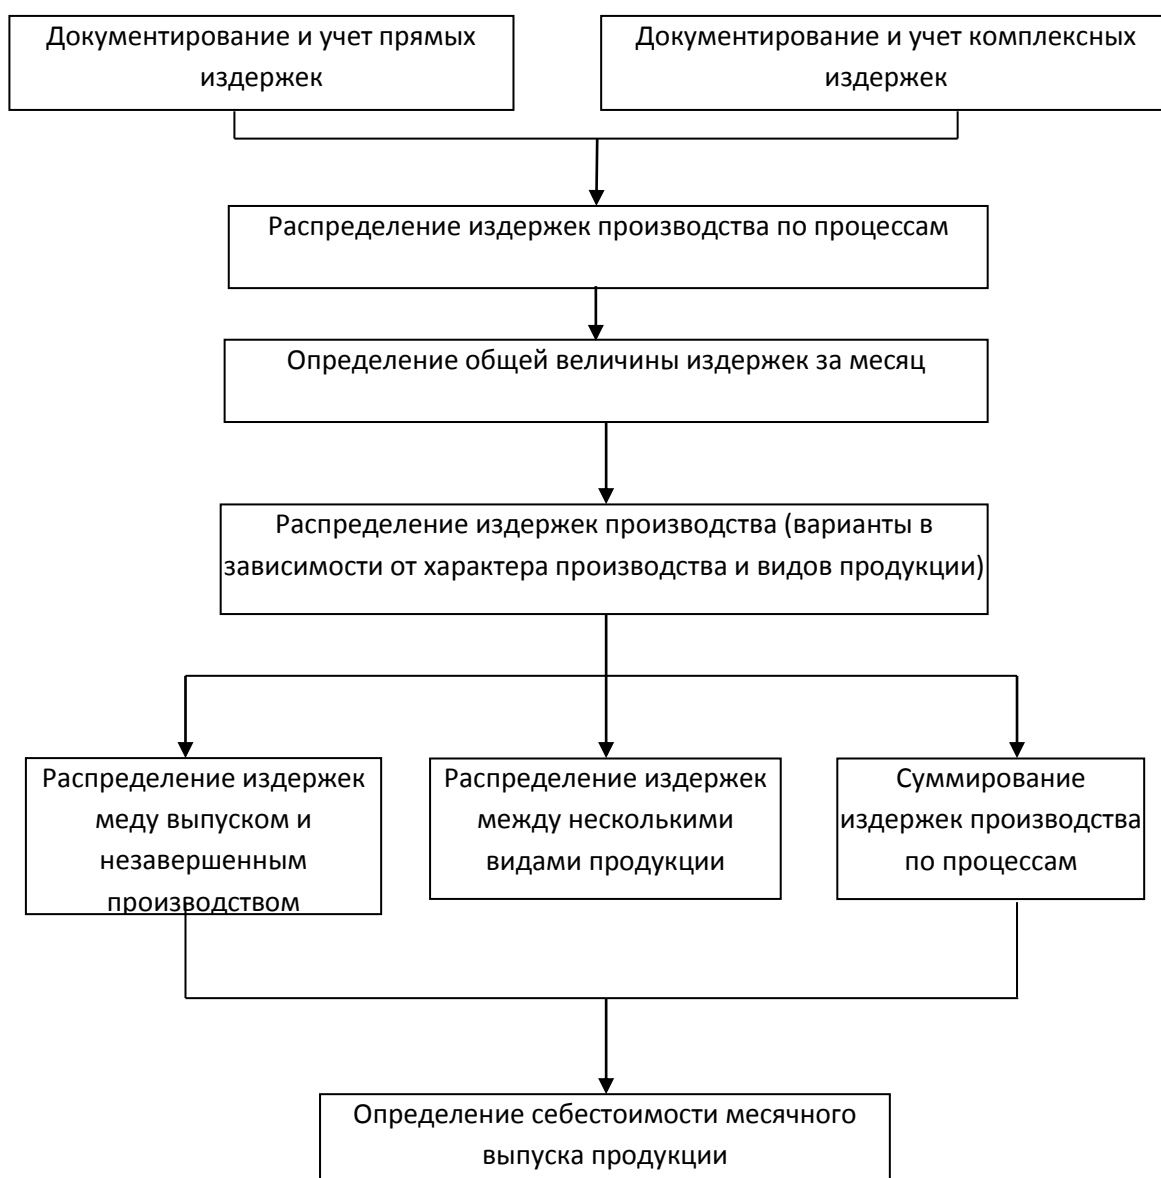 Документирование и учет прямых
издержек
Документирование и учет комплексных
издержек
Распределение издержек производства по процессам
Определение общей величины издержек за месяц
Распределение издержек производства (варианты в
зависимости от характера производства и видов продукции)
Распределение издержек
меду выпуском и
незавершенным
производством
Распределение издержек
между несколькими
видами продукции
Суммирование
издержек производства
по процессам
Определение себестоимости месячного
выпуска продукции